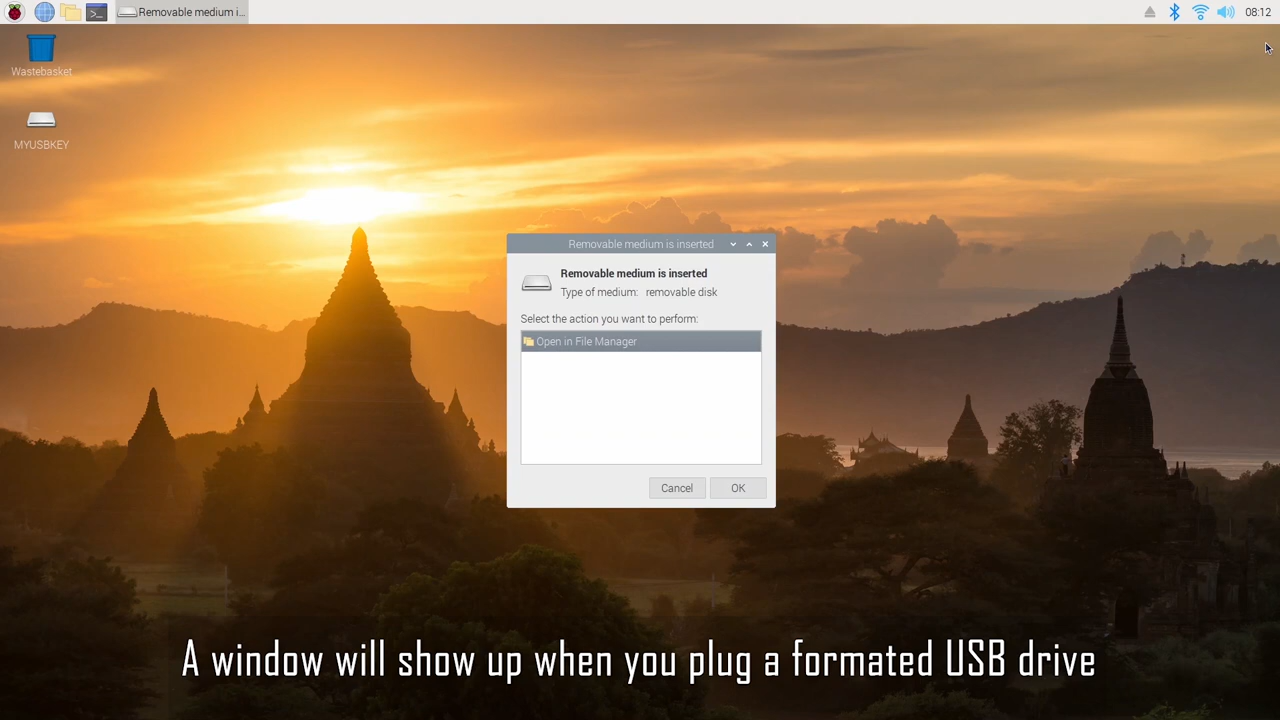 Removable medium i...
08:12
Wastebasket
MYUSBKEY
Removable medium is inserted
Removable medium is inserted
Type of medium: removable disk
Select the action you want to perform:
Open in File Manager
Cancel OK
A window will show up when you plug a formated USB drive